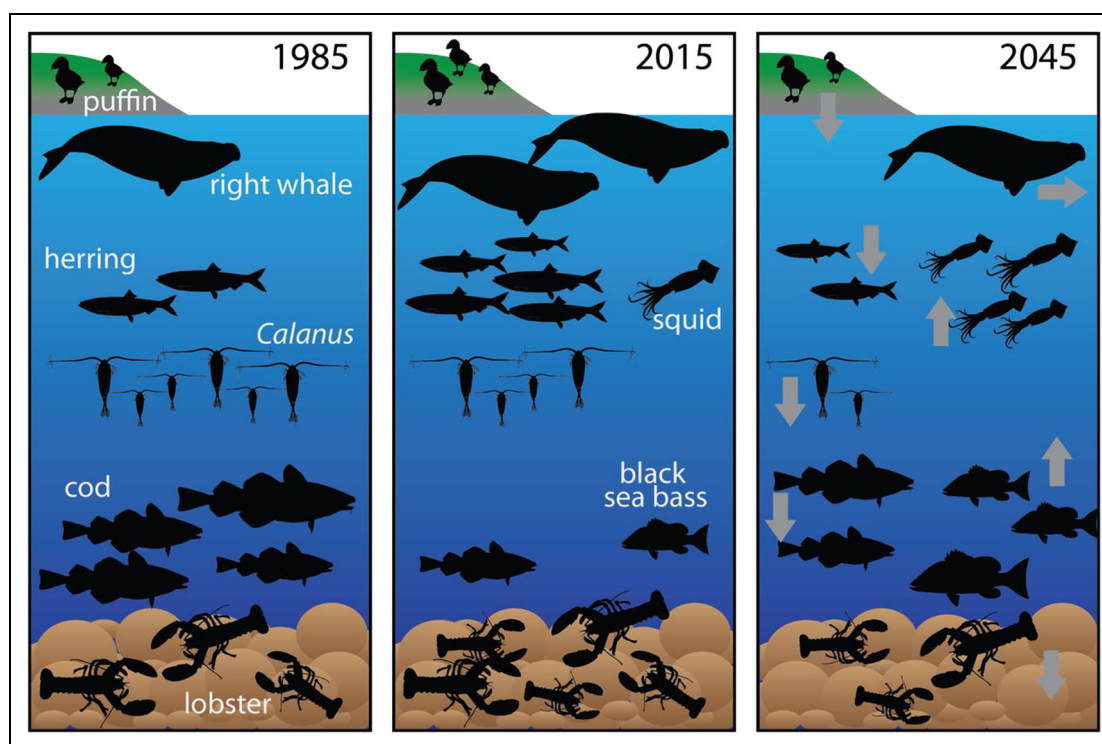 1985
puffin
right whale
herring
Calanus
cod
lobster
2015
squid
black
sea bass
2045